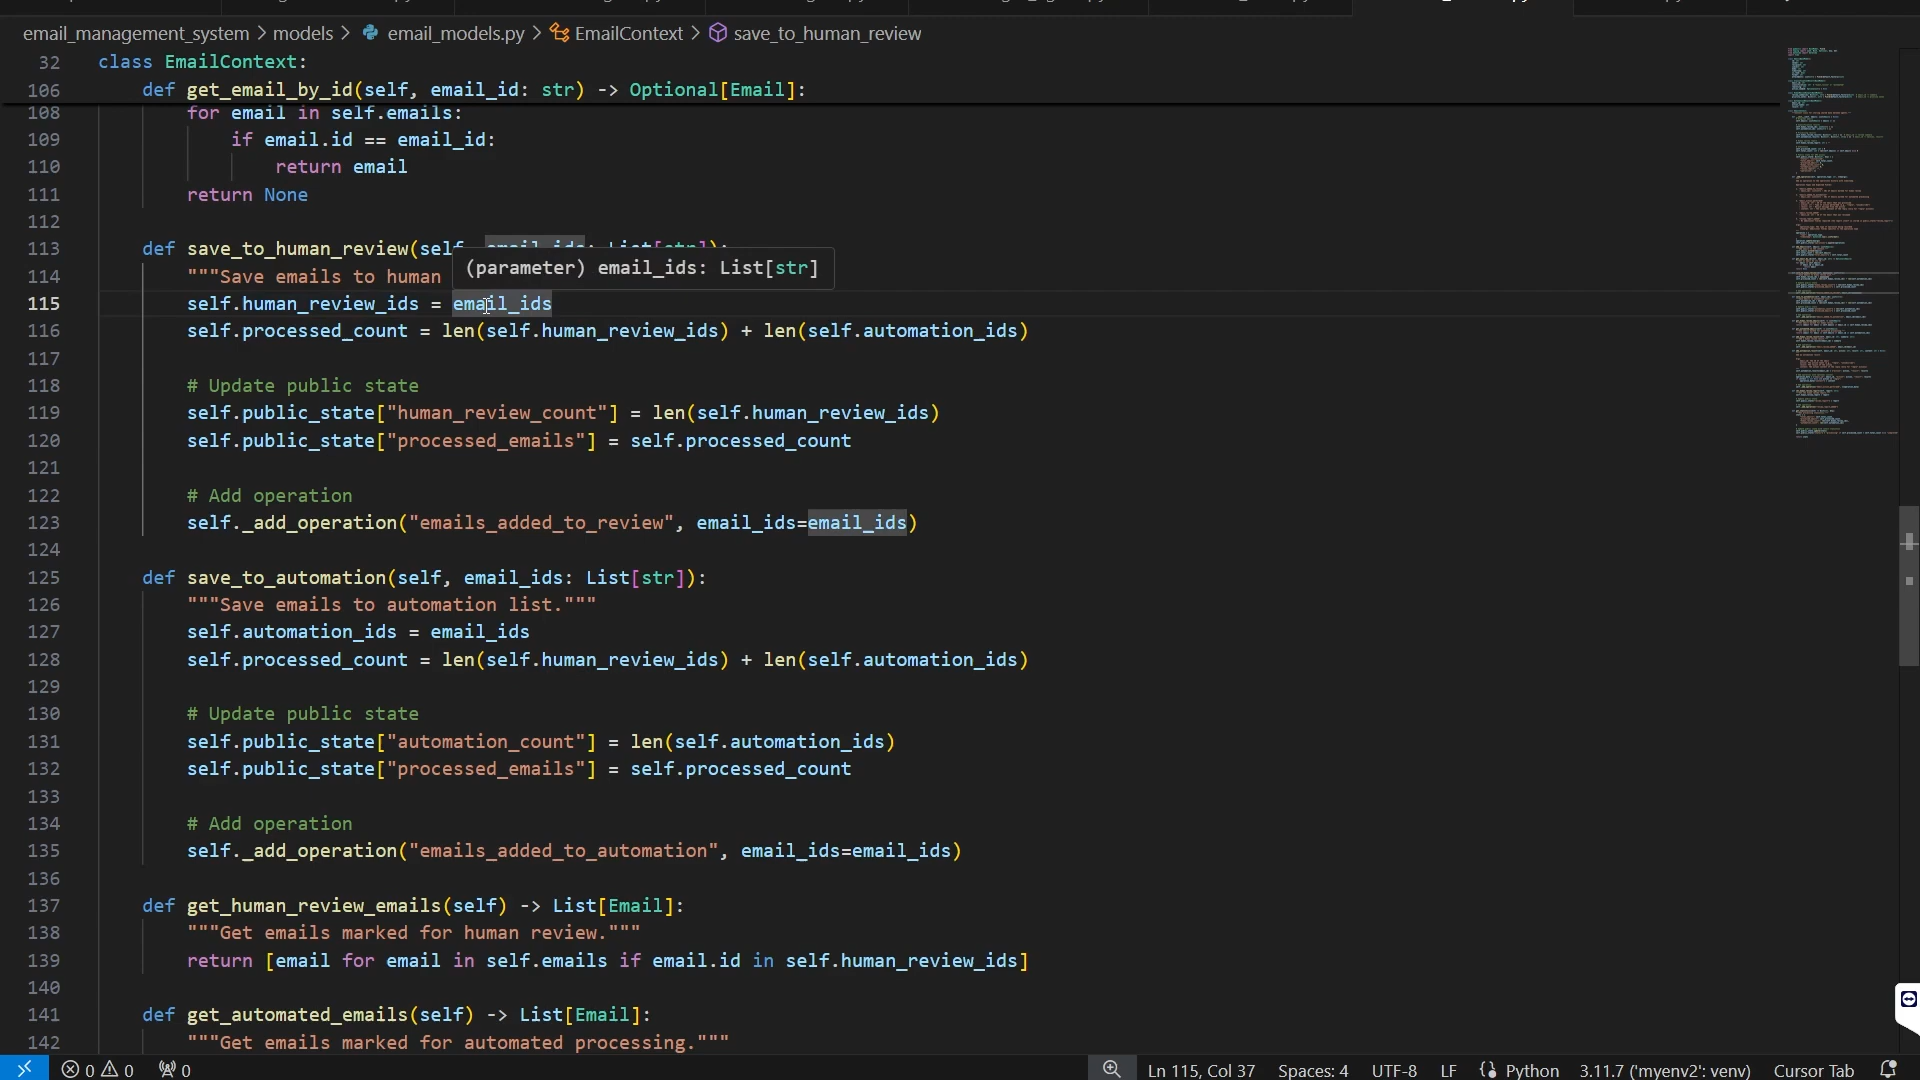 email_management_system > models > email_models.py > EmailContext > save_to_human_review
32 class EmailContext:
106 def get_email_by_id(self, email_id: str) -> Optional[Email]:
108 for email in self.emails:
109 if email.id == email_id:
110 return email
111 return None
112
113 def save_to_human_review(self, email_ids: List[str]):
(parameter) email_ids: List[str]
114 """Save emails to human
115 self.human_review_ids = email_ids
116 self.processed_count = len(self.human_review_ids) + len(self.automation_ids)
117
118 # Update public state
119 self.public_state["human_review_count"] = len(self.human_review_ids)
120 self.public_state["processed_emails"] = self.processed_count
121
122 # Add operation
123 self._add_operation("emails_added_to_review", email_ids=email_ids)
124
125 def save_to_automation(self, email_ids: List[str]):
126 """Save emails to automation list."""
127 self.automation_ids = email_ids
128 self.processed_count = len(self.human_review_ids) + len(self.automation_ids)
129
130 # Update public state
131 self.public_state["automation_count"] = len(self.automation_ids)
132 self.public_state["processed_emails"] = self.processed_count
133
134 # Add operation
135 self._add_operation("emails_added_to_automation", email_ids=email_ids)
136
137 def get_human_review_emails(self) -> List[Email]:
138 """Get emails marked for human review."""
139 return [email for email in self.emails if email.id in self.human_review_ids]
140
141 def get_automated_emails(self) -> List[Email]:
142 """Get emails marked for automated processing."""
0 0 0 Ln 115, Col 37 Spaces: 4 UTF-8 LF Python 3.11.7 ('myenv2': venv) Cursor Tab